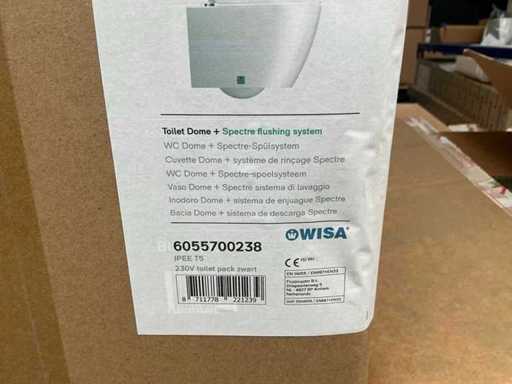 Toilet Dome + Spectre flushing system
WC Dome + Spectre-Spülsystem
Cuvette Dome + système de rinçage Spectre
WC Dome + Spectre-spoelsysteem
Vaso Dome + Spectre sistema di lavaggio
Inodoro Dome + sistema de enjuague Spectre
Bacia Dome + sistema de descarga Spectre
6055700238
WISA
IPEE T5
230V toilet pack zwart
8 711778 221239
CE